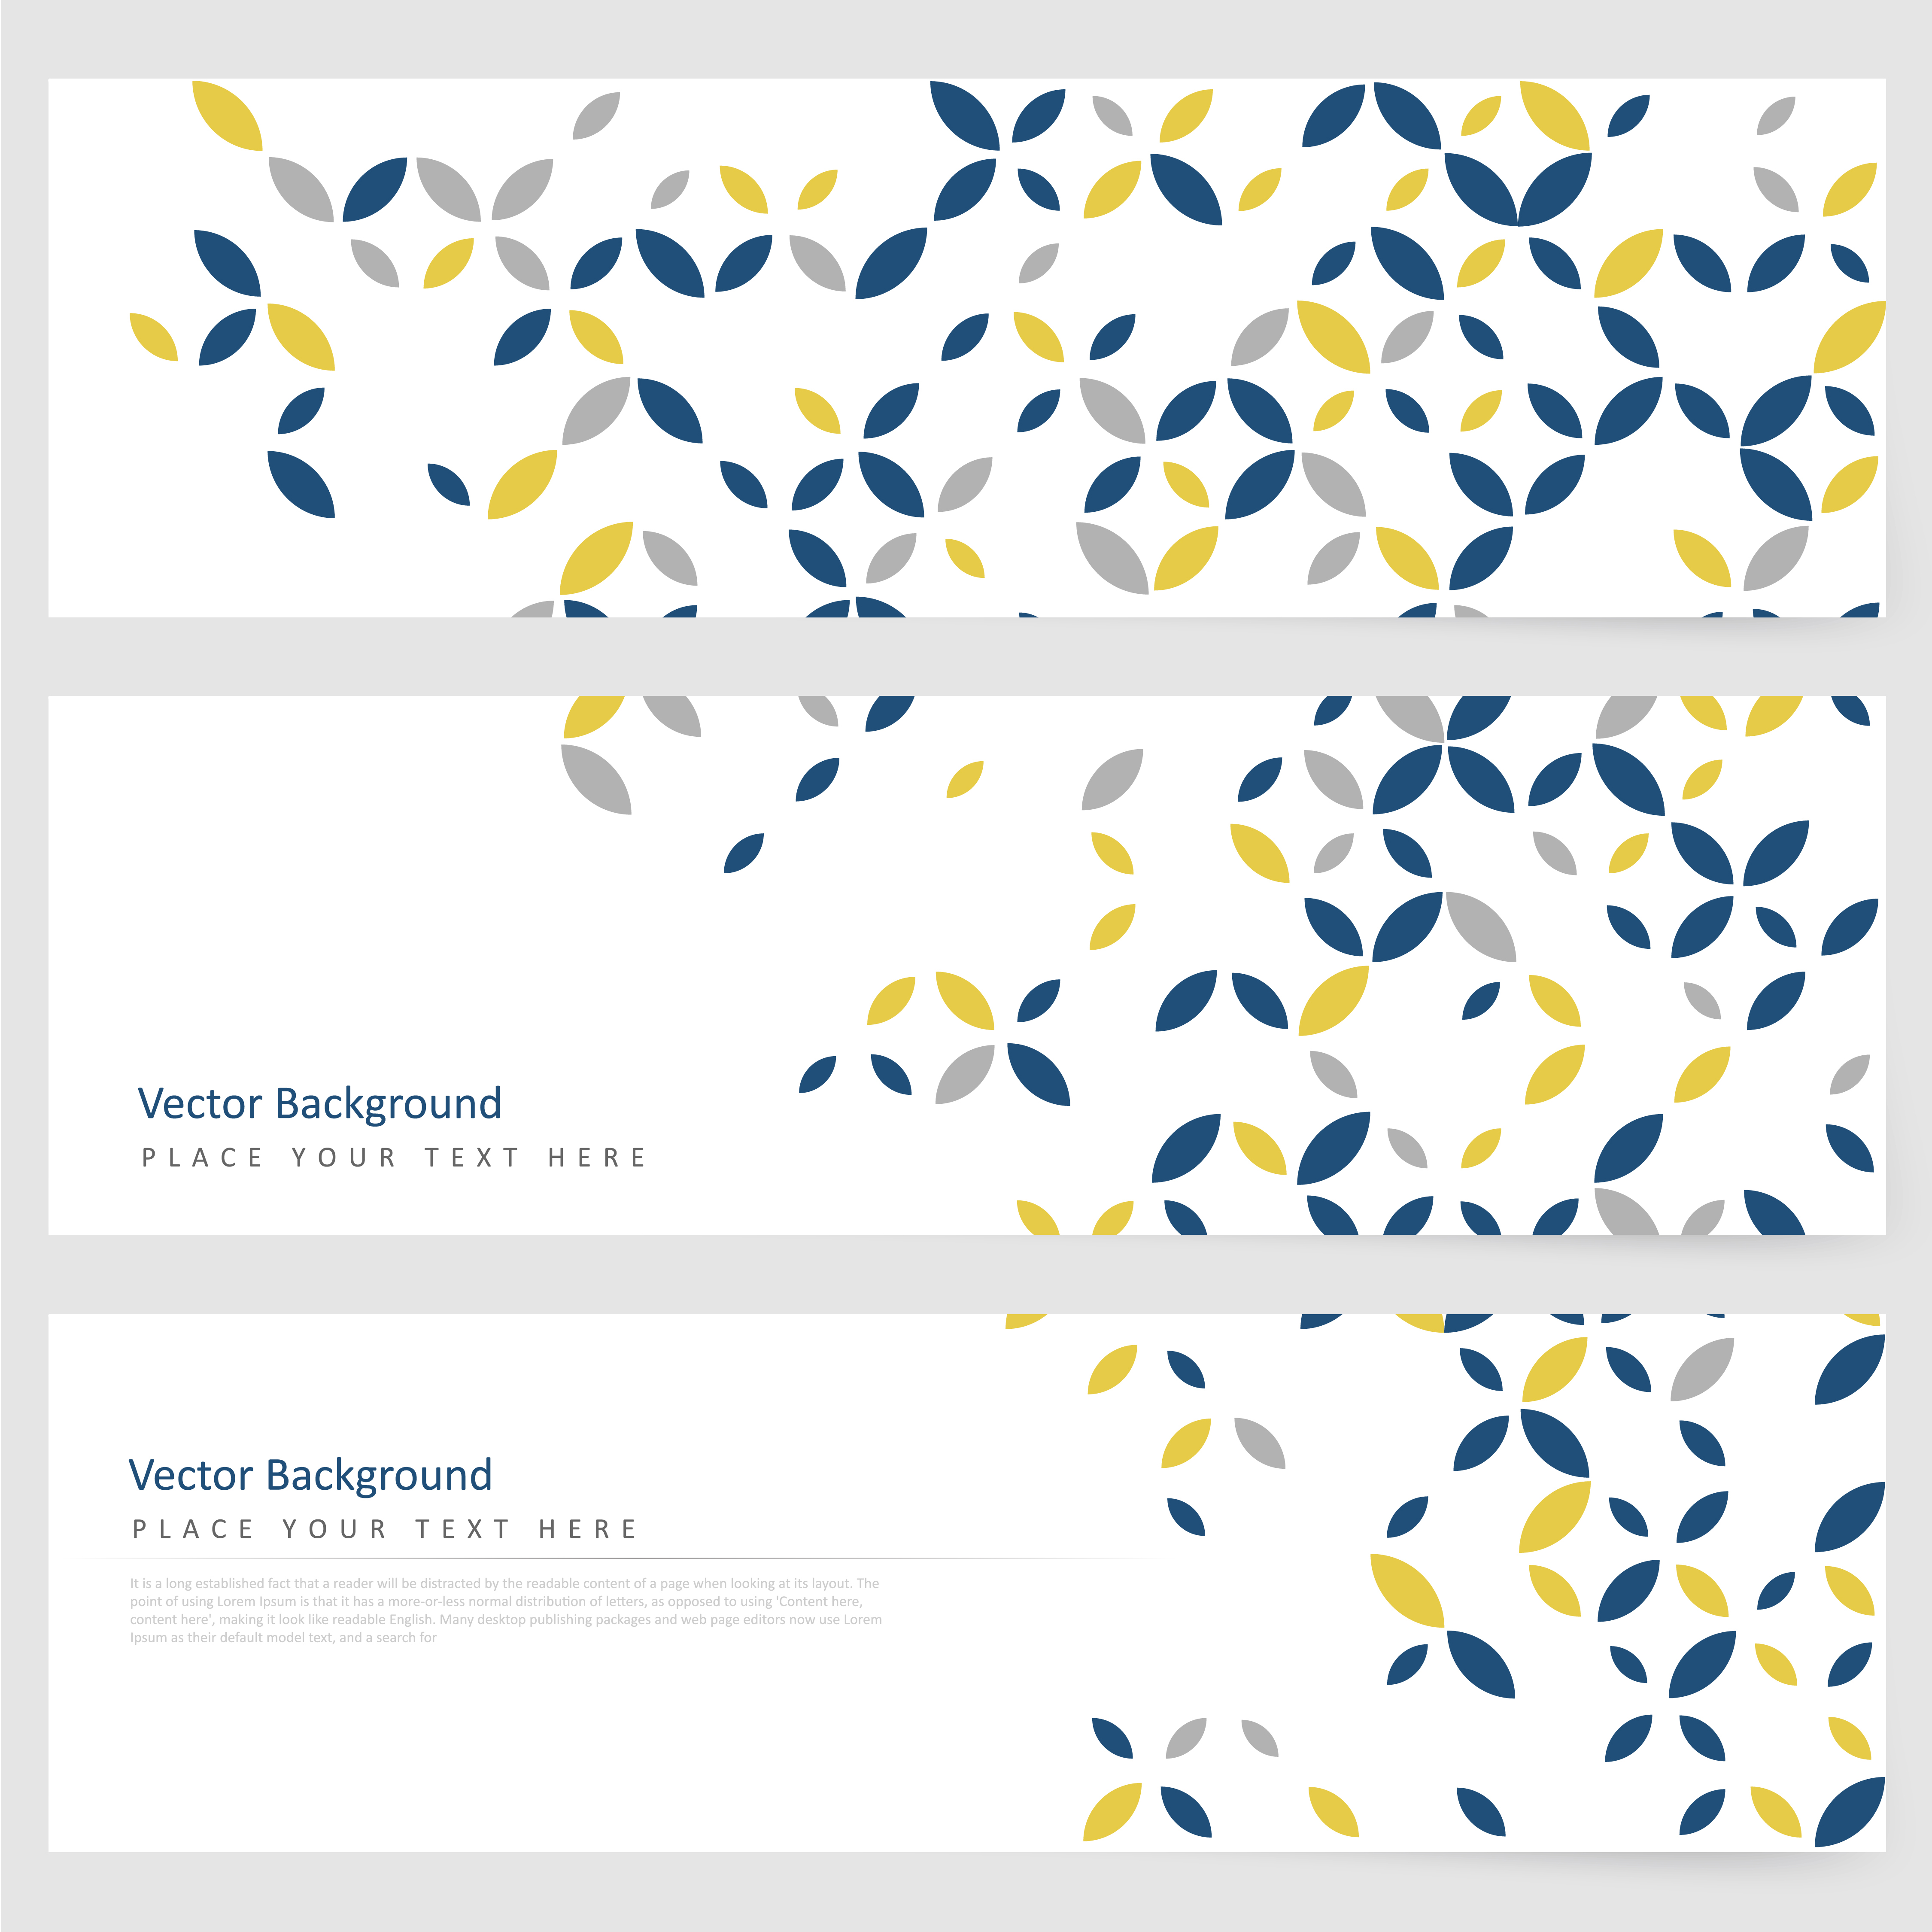 Vector Background
PLACE YOUR TEXT HERE
Vector Background
PLACE YOUR TEXT HERE
It is a long established fact that a reader will be distracted by the readable content of a page when looking at its layout. The
point of using Lorem Ipsum is that it has a more-or-less normal distribution of letters, as opposed to using 'Content here,
content here', making it look like readable English. Many desktop publishing packages and web page editors now use Lorem
Ipsum as their default model text, and a search for